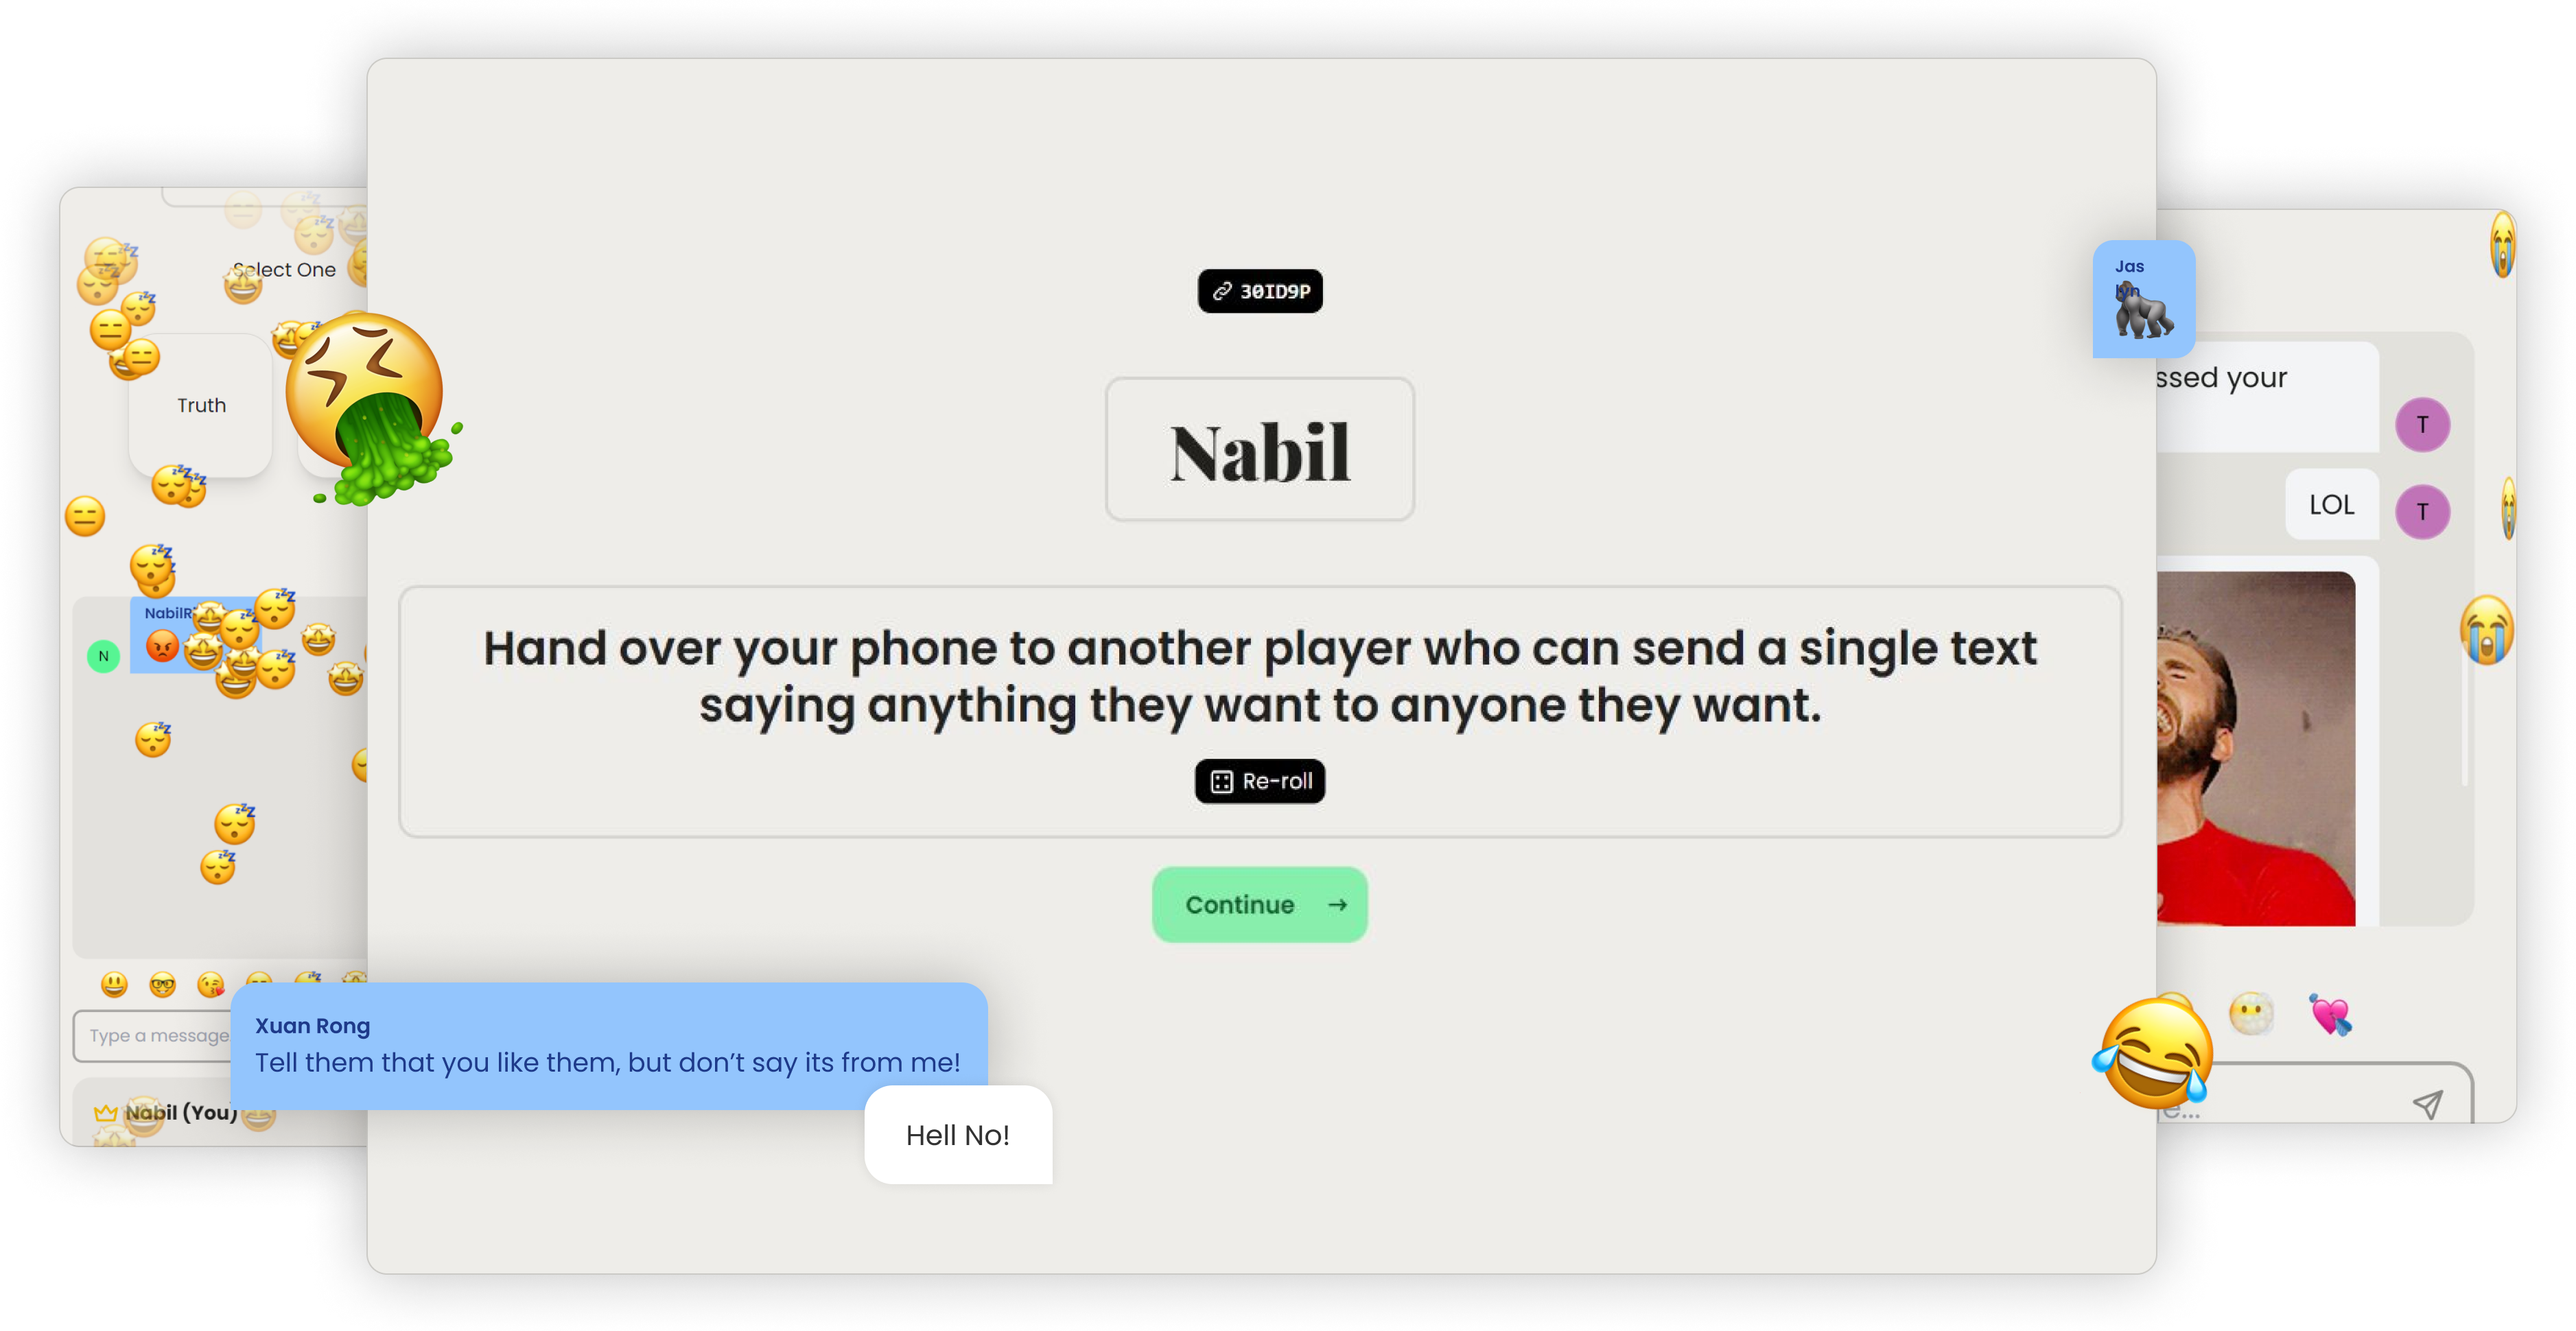 Select One
Truth
NabilR
N
Type a message
Nabil (You)
30ID9P
Nabil
Hand over your phone to another player who can send a single text
saying anything they want to anyone they want.
Re-roll
Continue
Xuan Rong
Tell them that you like them, but don’t say its from me!
Hell No!
Jas
lyn
ssed your
T
LOL
T
e...